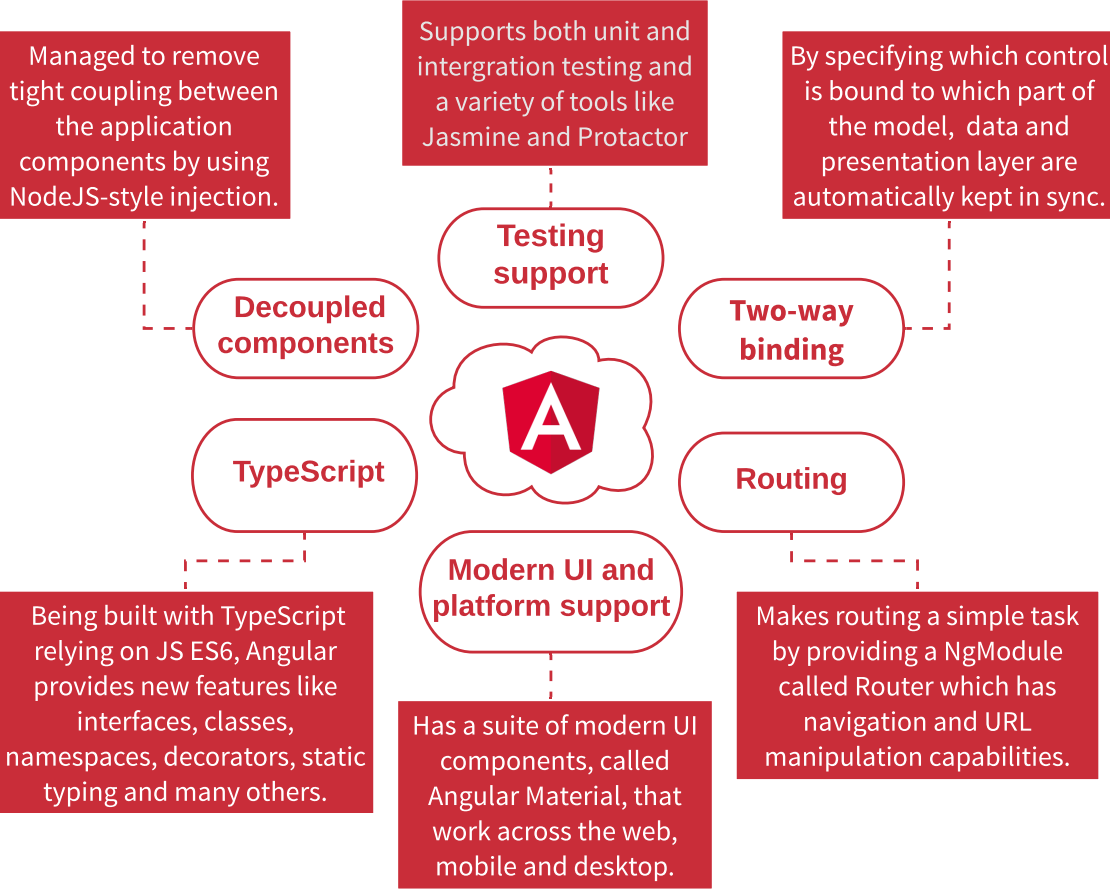 Managed to remove
tight coupling between
the application
components by using
NodeJS-style injection.
Supports both unit and
intergration testing and
a variety of tools like
Jasmine and Protactor
By specifying which control
is bound to which part of
the model, data and
presentation layer are
automatically kept in sync.
Testing
support
Decoupled
components
Two-way
binding
A
TypeScript
Routing
Modern UI and
platform support
Being built with TypeScript
relying on JS ES6, Angular
provides new features like
interfaces, classes,
namespaces, decorators, static
typing and many others.
Has a suite of modern UI
components, called
Angular Material, that
work across the web,
mobile and desktop.
Makes routing a simple task
by providing a NgModule
called Router which has
navigation and URL
manipulation capabilities.